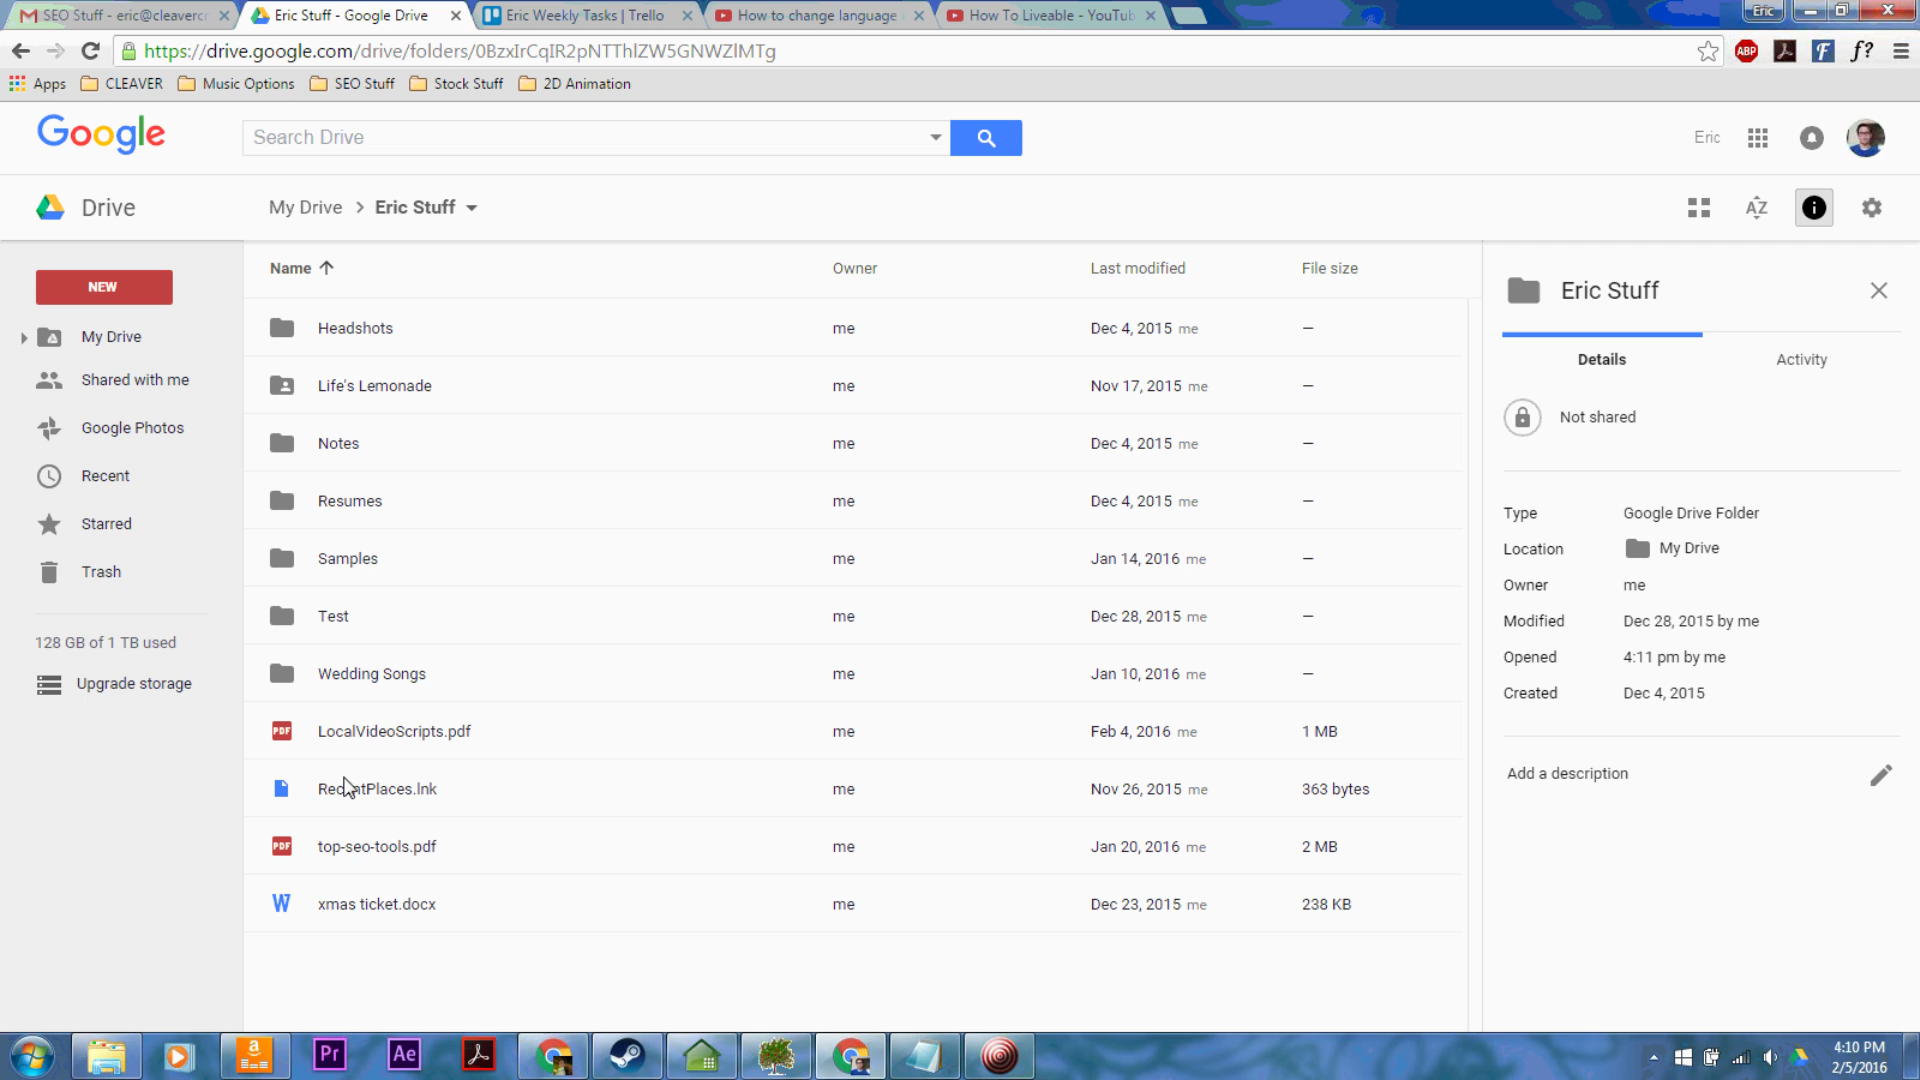 SEO Stuff - eric@cleavercr
Eric Stuff - Google Drive
Eric Weekly Tasks | Trello
How to change language
How To Liveable - YouTub
Eric
https://drive.google.com/drive/folders/0BzxIrCqIR2pNTThlZW5GNWZlMTg
ABP
F
f?
Apps
CLEAVER
Music Options
SEO Stuff
Stock Stuff
2D Animation
Google
Search Drive
Eric
Drive
My Drive > Eric Stuff
AZ
NEW
My Drive
Shared with me
Google Photos
Recent
Starred
Trash
128 GB of 1 TB used
Upgrade storage
Name Owner Last modified File size
Headshots me Dec 4, 2015 me –
Life's Lemonade me Nov 17, 2015 me –
Notes me Dec 4, 2015 me –
Resumes me Dec 4, 2015 me –
Samples me Jan 14, 2016 me –
Test me Dec 28, 2015 me –
Wedding Songs me Jan 10, 2016 me –
PDF LocalVideoScripts.pdf me Feb 4, 2016 me 1 MB
RecentPlaces.lnk me Nov 26, 2015 me 363 bytes
PDF top-seo-tools.pdf me Jan 20, 2016 me 2 MB
W xmas ticket.docx me Dec 23, 2015 me 238 KB
Eric Stuff
Details Activity
Not shared
Type Google Drive Folder
Location My Drive
Owner me
Modified Dec 28, 2015 by me
Opened 4:11 pm by me
Created Dec 4, 2015
Add a description
a
Pr
Ae
4:10 PM
2/5/2016